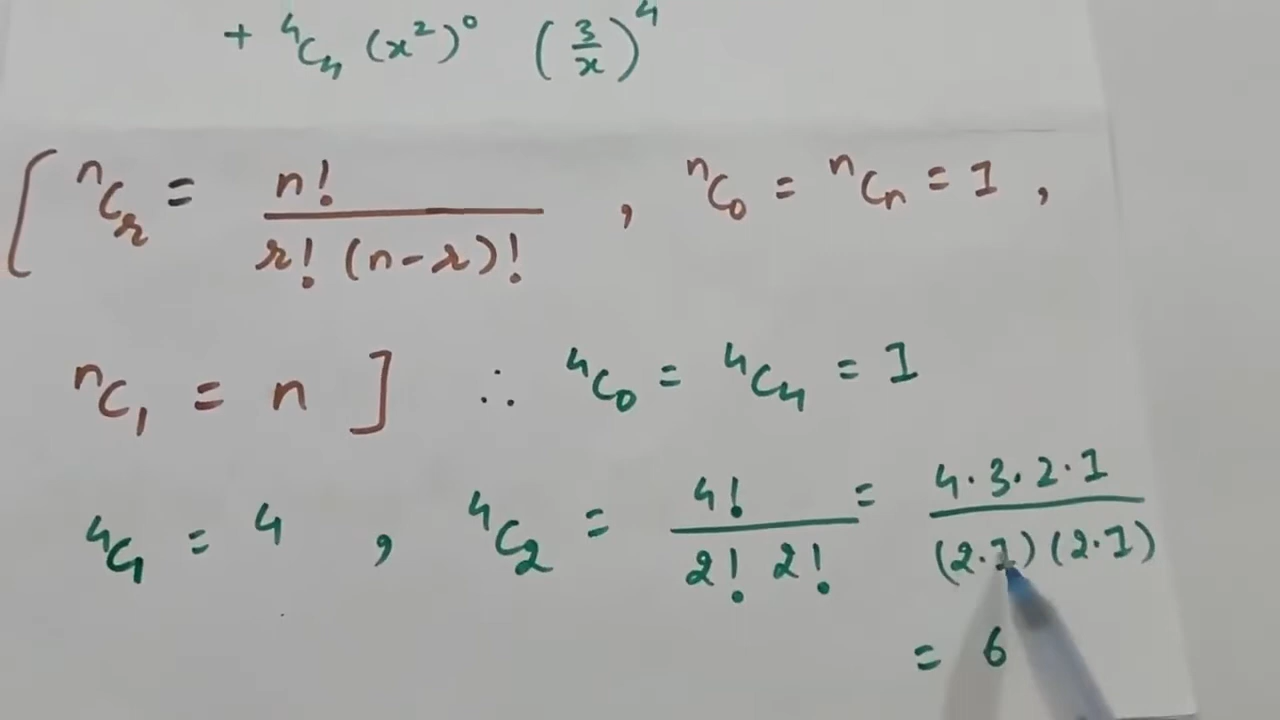 + ⁴C₄ (x²)⁰ (3/x)⁴
[ ⁿCᵣ = n! / r! (n-r)! , ⁿC₀ = ⁿCₙ = 1 ,
ⁿC₁ = n ] ∴ ⁴C₀ = ⁴C₄ = 1
⁴C₁ = 4 , ⁴C₂ = 4! / 2! 2! = 4·3·2·1 / (2·1)(2·1)
= 6